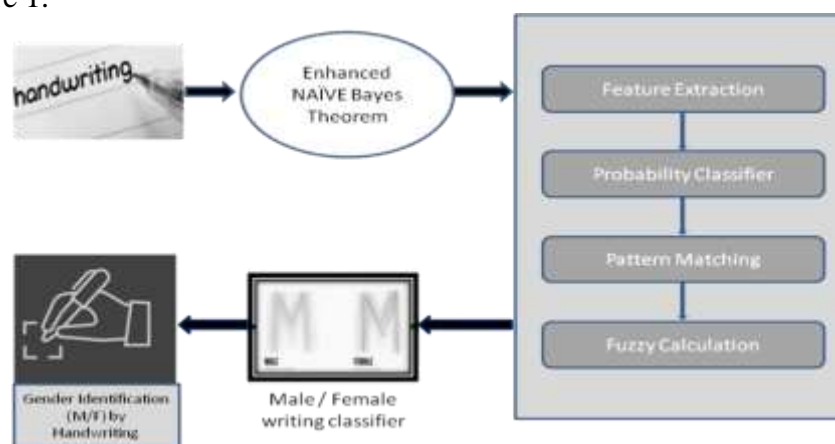 handwriting
Enhanced
NAÏVE Bayes
Theorem
Feature Extraction
Probability Classifier
Pattern Matching
Fuzzy Calculation
M M
Male / Female
writing classifier
Gender Identification
(M/F) by
Handwriting